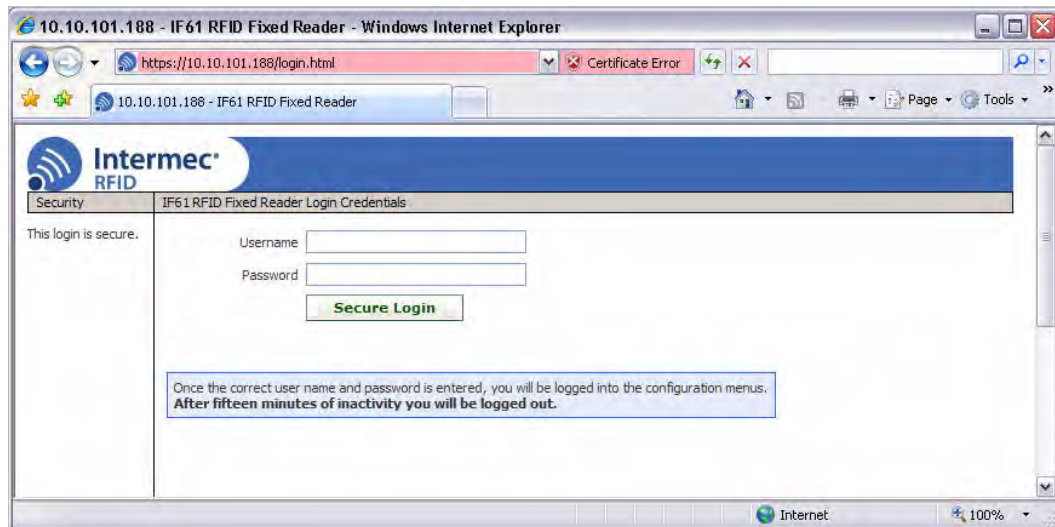 10.10.101.188 - IF61 RFID Fixed Reader - Windows Internet Explorer
https://10.10.101.188/login.html Certificate Error
10.10.101.188 - IF61 RFID Fixed Reader Page Tools »
Intermec
RFID
Security IF61 RFID Fixed Reader Login Credentials
This login is secure.
Username
Password
Secure Login
Once the correct user name and password is entered, you will be logged into the configuration menus.
After fifteen minutes of inactivity you will be logged out.
Internet 100%